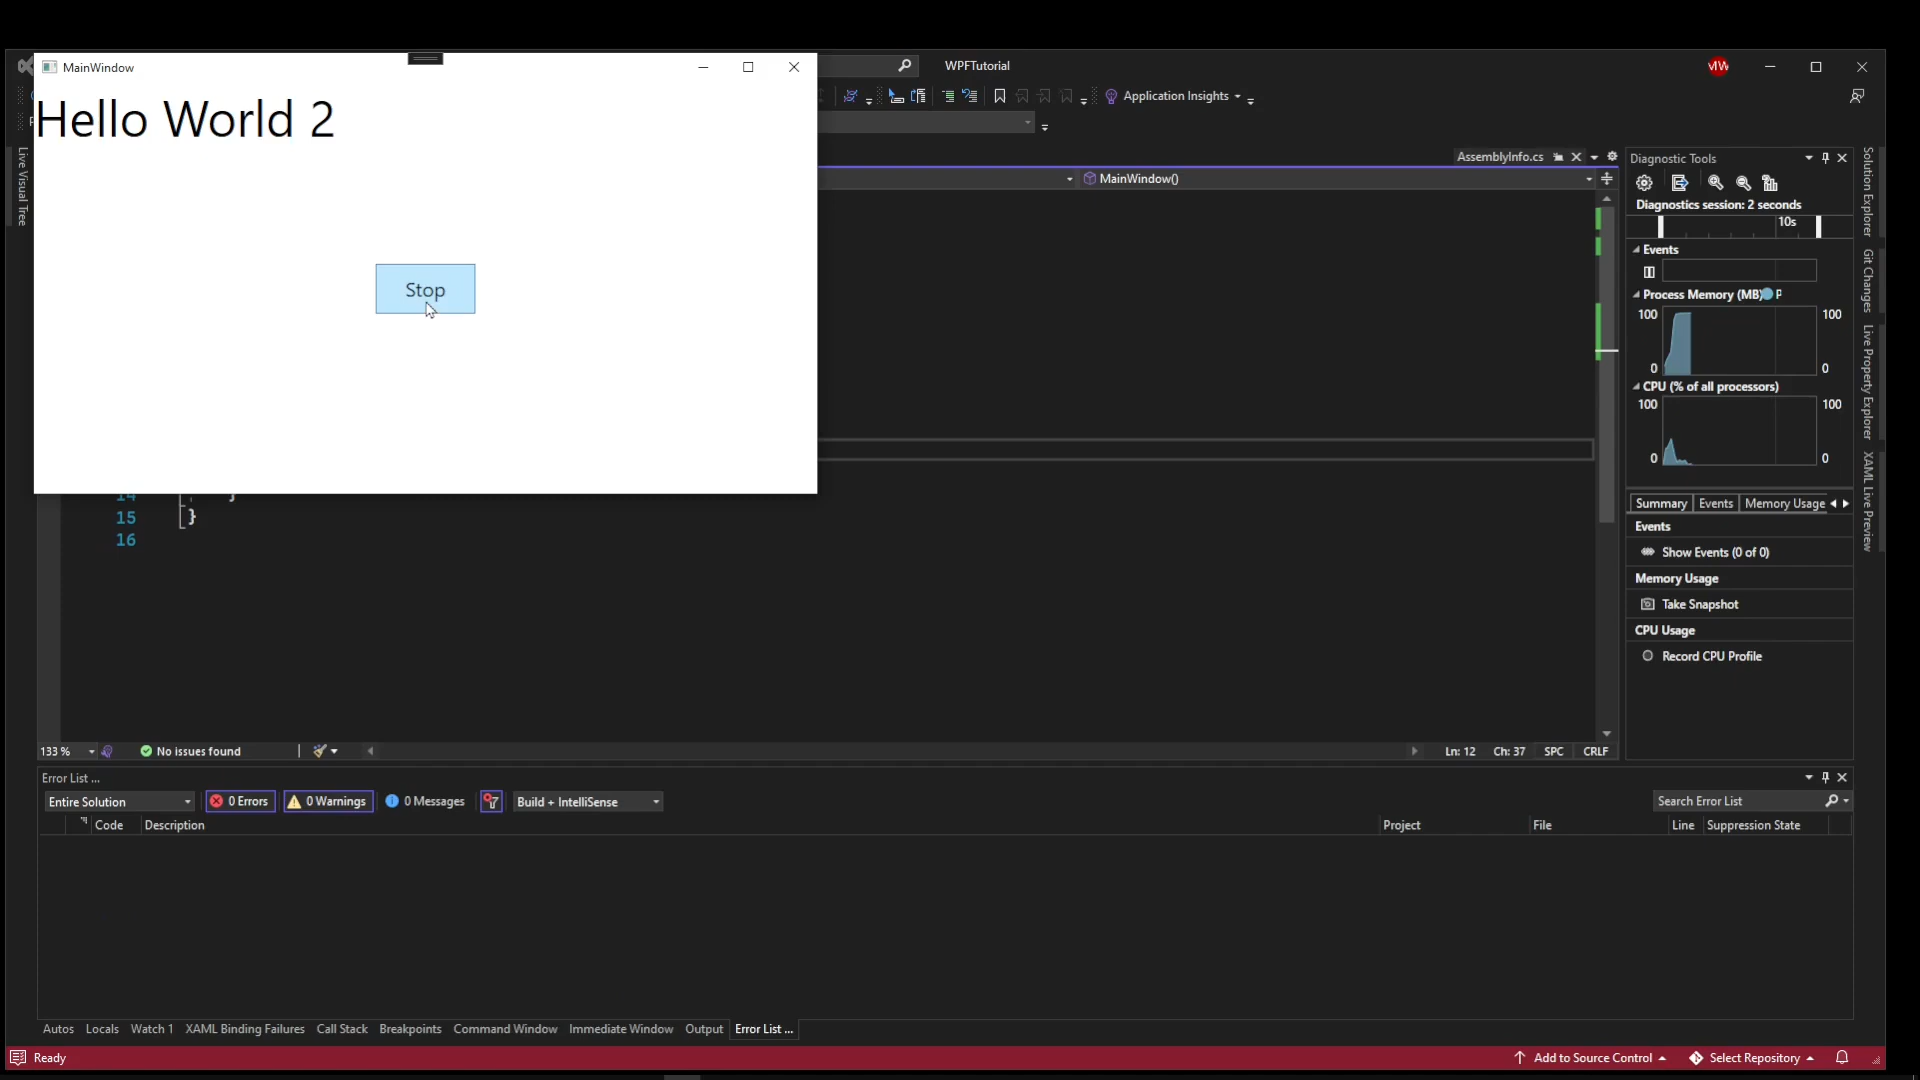 MainWindow
WPFTutorial
MW
Hello World 2
Application Insights
Stop
Live Visual Tree
AssemblyInfo.cs
MainWindow()
14
}
15
}
16
Diagnostic Tools
Diagnostics session: 2 seconds
10s
Events
Process Memory (MB)
P
100
100
0
0
CPU (% of all processors)
100
100
0
0
Summary
Events
Memory Usage
Events
Show Events (0 of 0)
Memory Usage
Take Snapshot
CPU Usage
Record CPU Profile
Solution Explorer
Git Changes
Live Property Explorer
XAML Live Preview
133 %
No issues found
Ln: 12
Ch: 37
SPC
CRLF
Error List ...
Entire Solution
0 Errors
0 Warnings
0 Messages
Build + IntelliSense
Search Error List
Code
Description
Project
File
Line
Suppression State
Autos
Locals
Watch 1
XAML Binding Failures
Call Stack
Breakpoints
Command Window
Immediate Window
Output
Error List ...
Ready
Add to Source Control
Select Repository